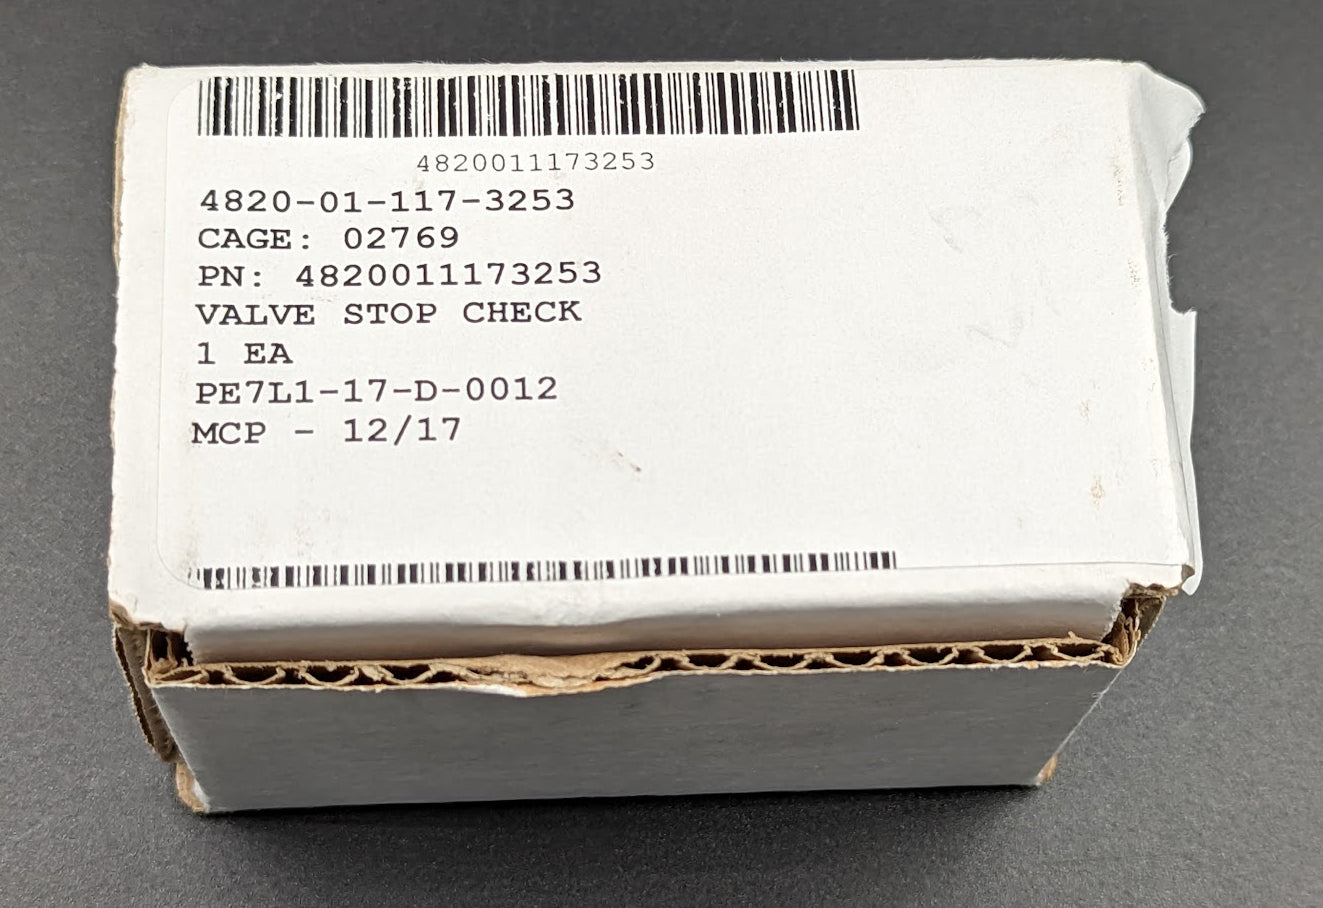 4820011173253
4820-01-117-3253
CAGE: 02769
PN: 4820011173253
VALVE STOP CHECK
1 EA
PE7L1-17-D-0012
MCP - 12/17